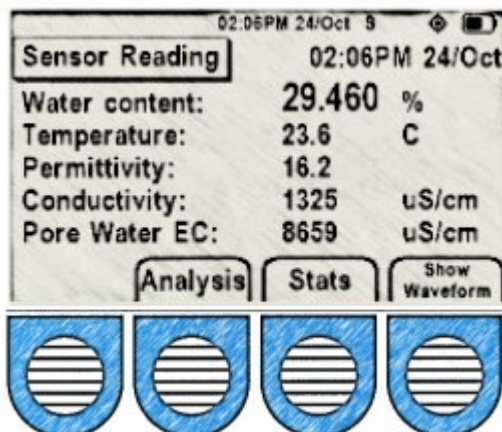 02:06PM 24/Oct S
Sensor Reading 02:06PM 24/Oct
Water content: 29.460 %
Temperature: 23.6 C
Permittivity: 16.2
Conductivity: 1325 uS/cm
Pore Water EC: 8659 uS/cm
Analysis Stats Show Waveform